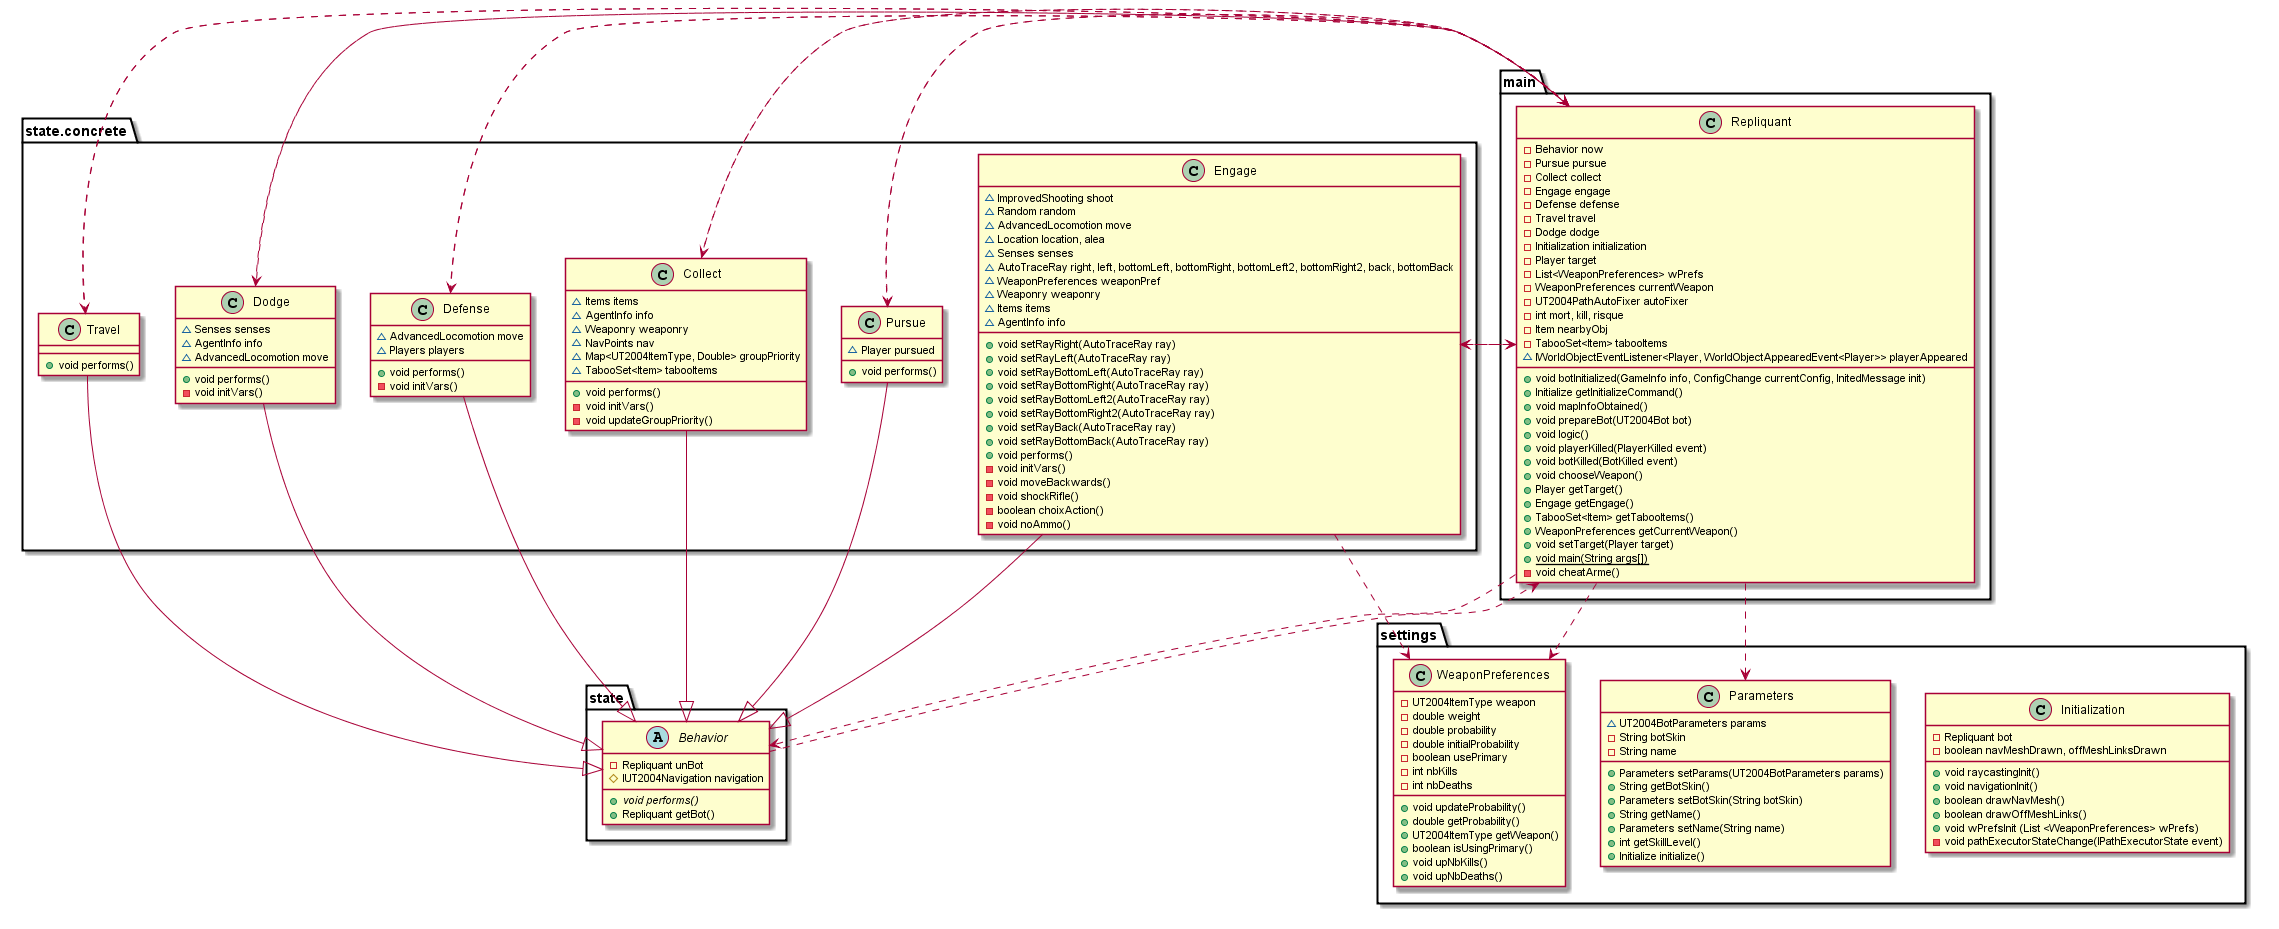 main
C Repliquant
Behavior now
Pursue pursue
Collect collect
Engage engage
Defense defense
Travel travel
Dodge dodge
Initialization initialization
Player target
List<WeaponPreferences> wPrefs
WeaponPreferences currentWeapon
UT2004PathAutoFixer autoFixer
int mort, kill, risque
Item nearbyObj
TabooSet<Item> tabooItems
IWorldObjectEventListener<Player, WorldObjectAppearedEvent<Player>> playerAppeared
void botInitialized(GameInfo info, ConfigChange currentConfig, InitedMessage init)
Initialize getInitializeCommand()
void mapInfoObtained()
void prepareBot(UT2004Bot bot)
void logic()
void playerKilled(PlayerKilled event)
void botKilled(BotKilled event)
void chooseWeapon()
Player getTarget()
Engage getEngage()
TabooSet<Item> getTabooItems()
WeaponPreferences getCurrentWeapon()
void setTarget(Player target)
void main(String args[])
void cheatArme()
state.concrete
C Travel
void performs()
C Dodge
Senses senses
AgentInfo info
AdvancedLocomotion move
void performs()
void initVars()
C Defense
AdvancedLocomotion move
Players players
void performs()
void initVars()
C Collect
Items items
AgentInfo info
Weaponry weaponry
NavPoints nav
Map<UT2004ItemType, Double> groupPriority
TabooSet<Item> tabooItems
void performs()
void initVars()
void updateGroupPriority()
C Pursue
Player pursued
void performs()
C Engage
ImprovedShooting shoot
Random random
AdvancedLocomotion move
Location location, alea
Senses senses
AutoTraceRay right, left, bottomLeft, bottomRight, bottomLeft2, bottomRight2, back, bottomBack
WeaponPreferences weaponPref
Weaponry weaponry
Items items
AgentInfo info
void setRayRight(AutoTraceRay ray)
void setRayLeft(AutoTraceRay ray)
void setRayBottomLeft(AutoTraceRay ray)
void setRayBottomRight(AutoTraceRay ray)
void setRayBottomLeft2(AutoTraceRay ray)
void setRayBottomRight2(AutoTraceRay ray)
void setRayBack(AutoTraceRay ray)
void setRayBottomBack(AutoTraceRay ray)
void performs()
void initVars()
void moveBackwards()
void shockRifle()
boolean choixAction()
void noAmmo()
state
A Behavior
Repliquant unBot
IUT2004Navigation navigation
void performs()
Repliquant getBot()
settings
C WeaponPreferences
UT2004ItemType weapon
double weight
double probability
double initialProbability
boolean usePrimary
int nbKills
int nbDeaths
void updateProbability()
double getProbability()
UT2004ItemType getWeapon()
boolean isUsingPrimary()
void upNbKills()
void upNbDeaths()
C Parameters
UT2004BotParameters params
String botSkin
String name
Parameters setParams(UT2004BotParameters params)
String getBotSkin()
Parameters setBotSkin(String botSkin)
String getName()
Parameters setName(String name)
int getSkillLevel()
Initialize initialize()
C Initialization
Repliquant bot
boolean navMeshDrawn, offMeshLinksDrawn
void raycastingInit()
void navigationInit()
boolean drawNavMesh()
boolean drawOffMeshLinks()
void wPrefsInit (List <WeaponPreferences> wPrefs)
void pathExecutorStateChange(IPathExecutorState event)